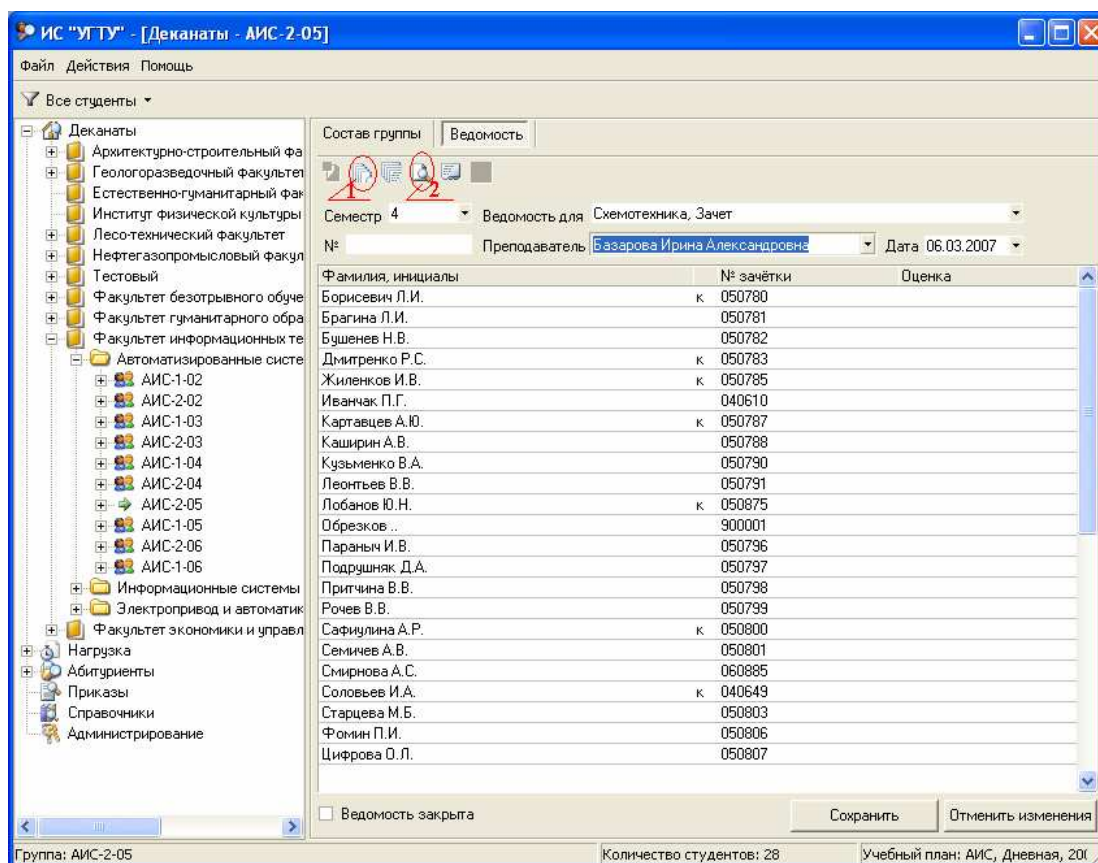 ИС "УГТУ" - [Деканаты - АИС-2-05]
Файл Действия Помощь
Все студенты
Деканаты
Архитектурно-строительный фа
Геологоразведочный факультет
Естественно-гуманитарный фак
Институт физической культуры
Лесо-технический факультет
Нефтегазопромысловый факул
Тестовый
Факультет безотрывного обуче
Факультет гуманитарного обра
Факультет информационных те
Автоматизированные систе
АИС-1-02
АИС-2-02
АИС-1-03
АИС-2-03
АИС-1-04
АИС-2-04
АИС-2-05
АИС-1-05
АИС-2-06
АИС-1-06
Информационные системы
Электропривод и автоматик
Факультет экономики и управл
Нагрузка
Абитуриенты
Приказы
Справочники
Администрирование
Состав группы Ведомость
1 2
Семестр 4 Ведомость для Схемотехника, Зачет
№ Преподаватель Базарова Ирина Александровна Дата 06.03.2007
Фамилия, инициалы № зачётки Оценка
Борисевич Л.И. к 050780
Брагина Л.И. 050781
Бушенев Н.В. 050782
Дмитренко Р.С. к 050783
Жиленков И.В. к 050785
Иванчак П.Г. 040610
Картавцев А.Ю. к 050787
Каширин А.В. 050788
Кузьменко В.А. 050790
Леонтьев В.В. 050791
Лобанов Ю.Н. к 050875
Обрезков .. 900001
Параныч И.В. 050796
Подрушняк Д.А. 050797
Притчина В.В. 050798
Рочев В.В. 050799
Сафиулина А.Р. к 050800
Семичев А.В. 050801
Смирнова А.С. 060885
Соловьев И.А. к 040649
Старцева М.Б. 050803
Фомин П.И. 050806
Цифрова О.Л. 050807
Ведомость закрыта Сохранить Отменить изменения
Группа: АИС-2-05 Количество студентов: 28 Учебный план: АИС, Дневная, 20